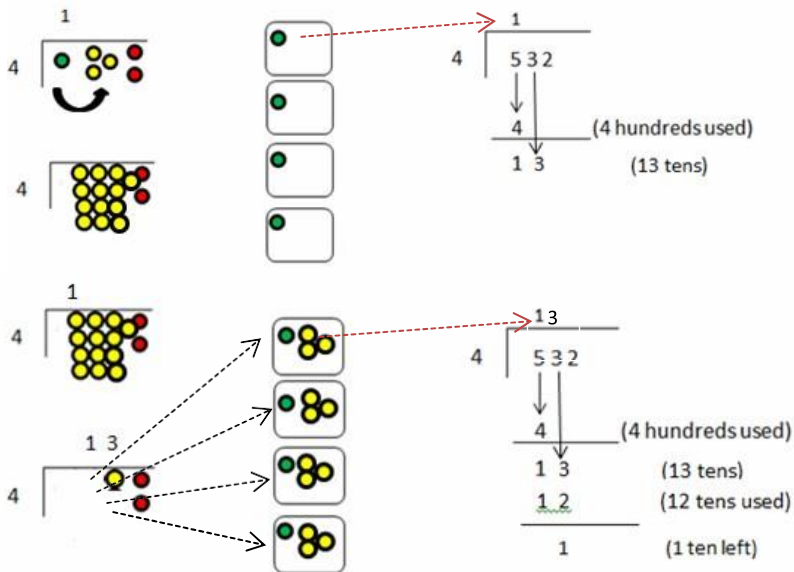 1
4
4
1
4
5 3 2
4 (4 hundreds used)
1 3 (13 tens)
1
4
1 3
4
1 3
4
5 3 2
4 (4 hundreds used)
1 3 (13 tens)
1 2 (12 tens used)
1 (1 ten left)